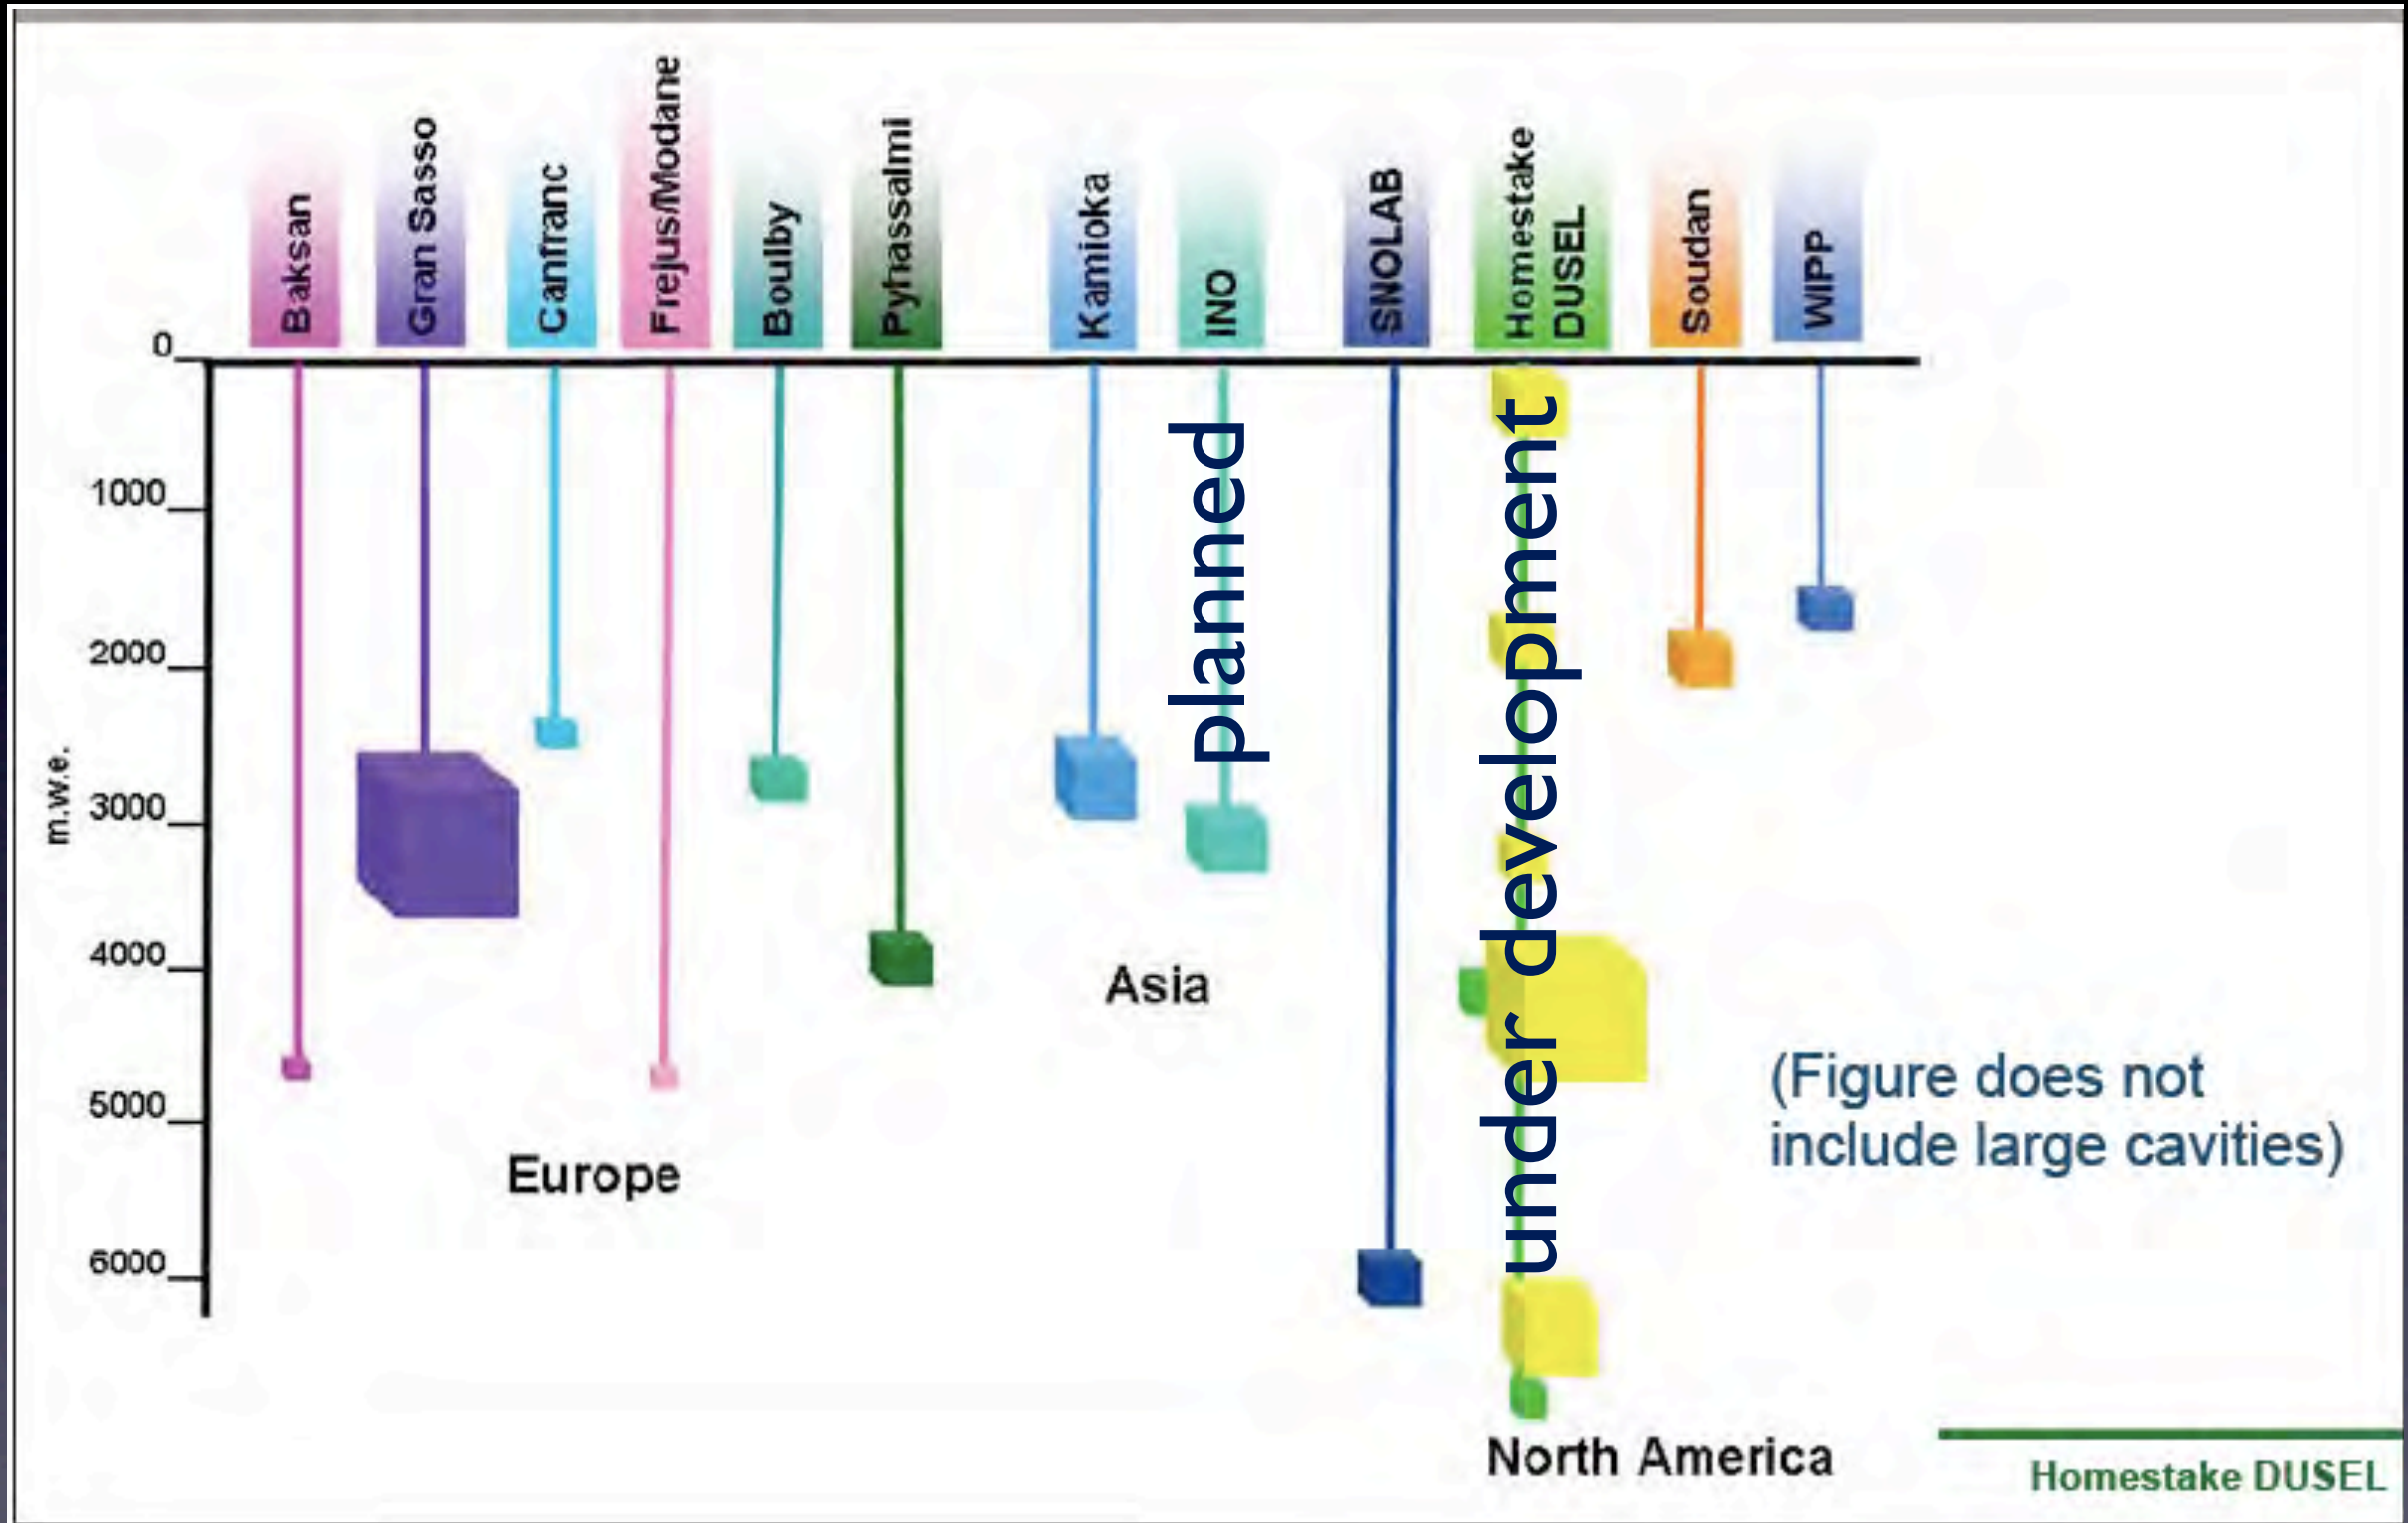 Baksan
Gran Sasso
Canfranc
Frejus/Modane
Boulby
Pyhassalmi
Kamioka
INO
SNOLAB
Homestake
DUSEL
Soudan
WIPP
0
1000
2000
3000
4000
5000
6000
m.w.e.
planned
under development
Europe
Asia
North America
(Figure does not
include large cavities)
Homestake DUSEL